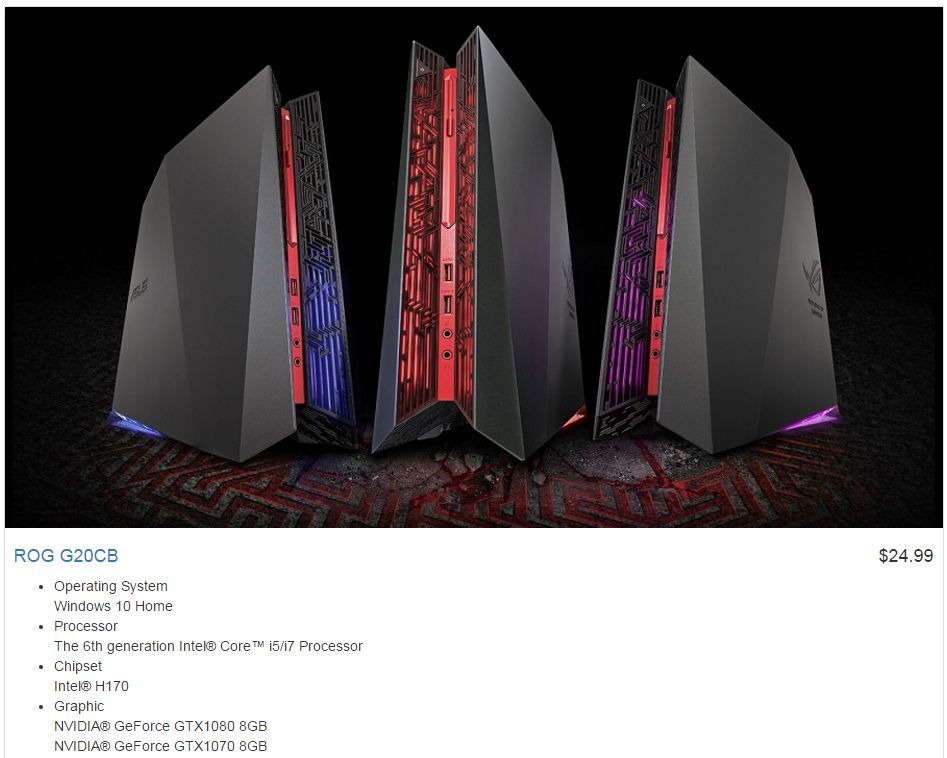 ASUS
ROG G20CB
$24.99
Operating System
Windows 10 Home
Processor
The 6th generation Intel® Core™ i5/i7 Processor
Chipset
Intel® H170
Graphic
NVIDIA® GeForce GTX1080 8GB
NVIDIA® GeForce GTX1070 8GB